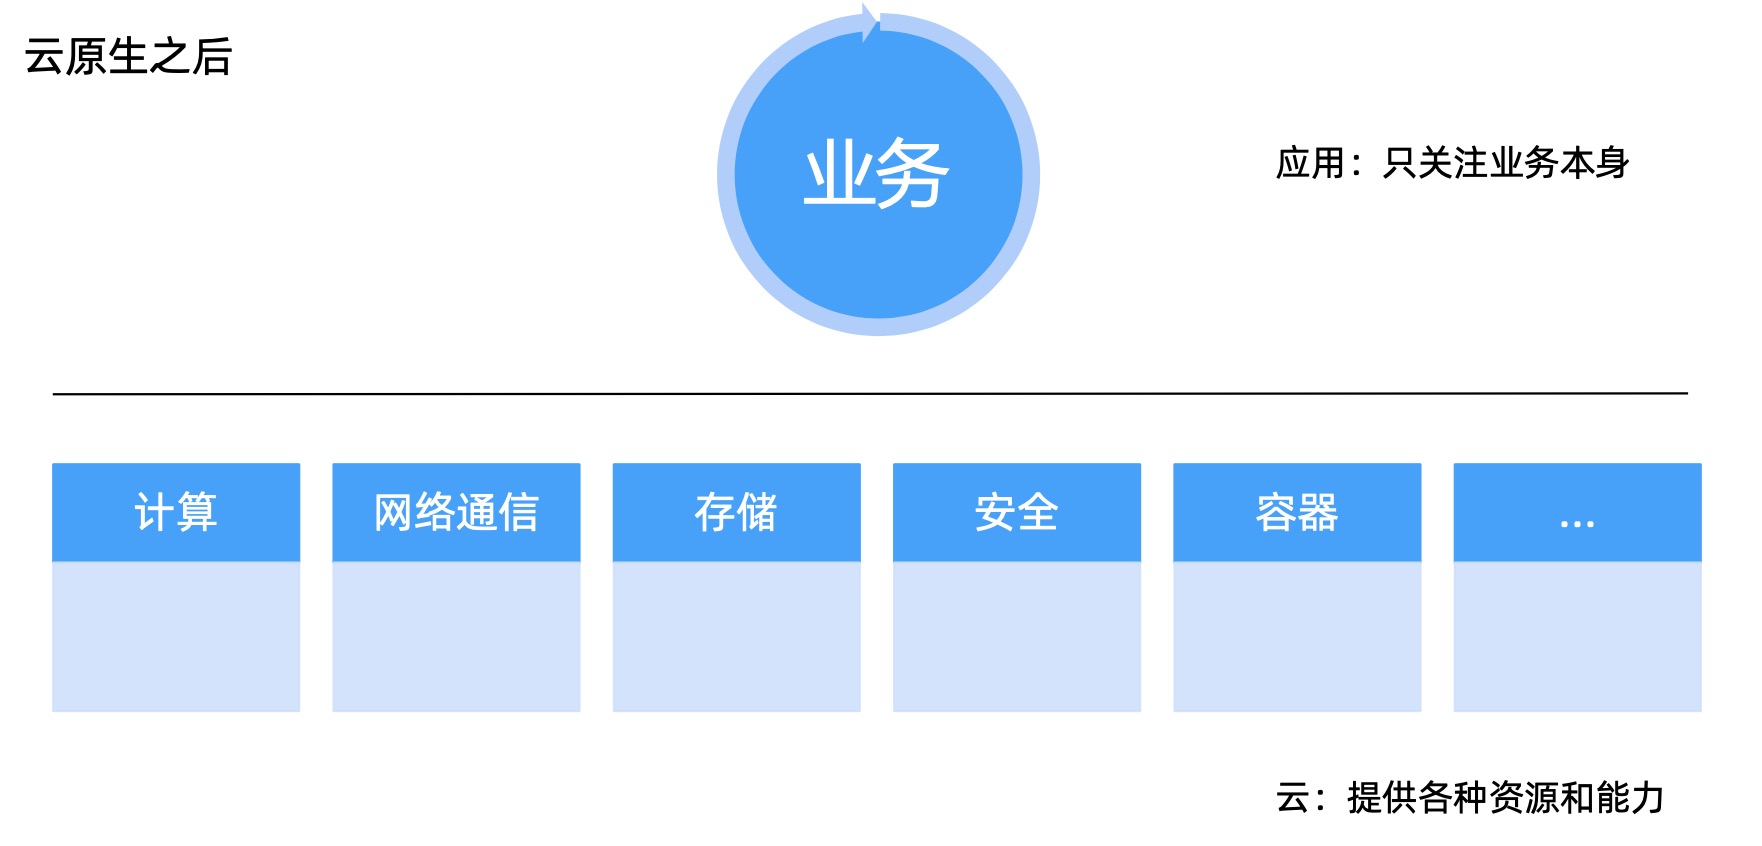 云原生之后
业务
应用：只关注业务本身
计算
网络通信
存储
安全
容器
...
云：提供各种资源和能力